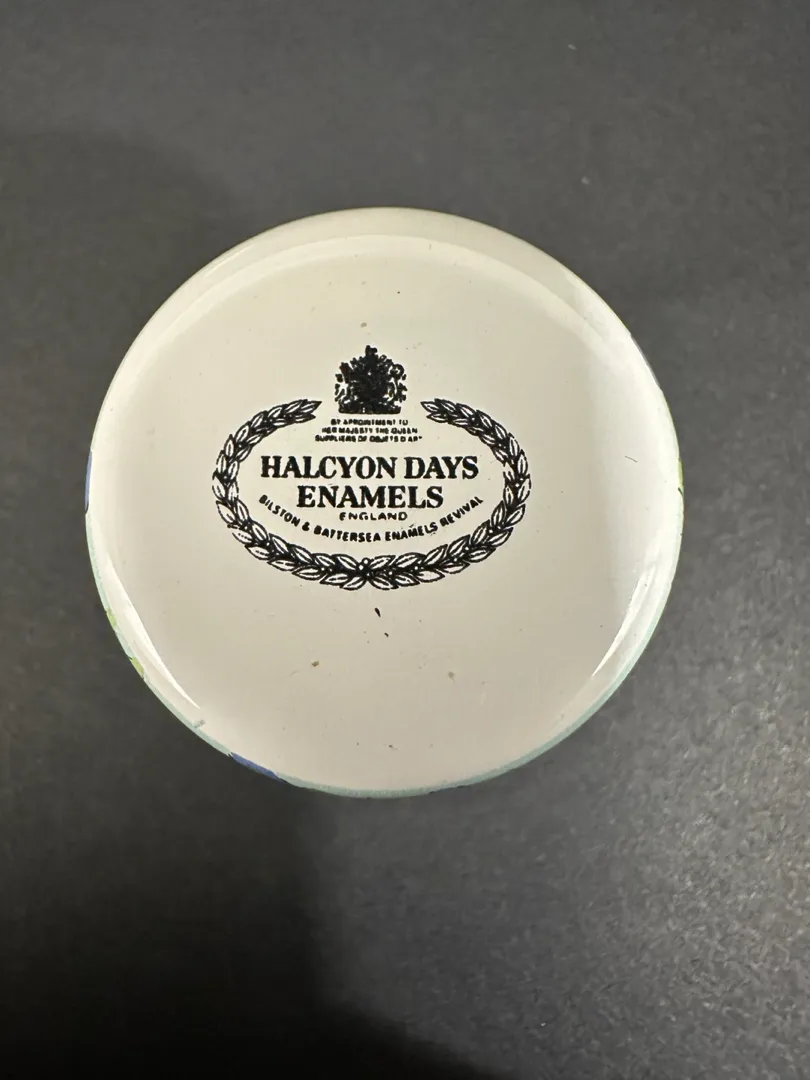 BY APPOINTMENT TO
HER MAJESTY THE QUEEN
SUPPLIERS OF OBJETS D'ART
HALCYON DAYS
ENAMELS
ENGLAND
BILSTON & BATTERSEA ENAMELS REVIVAL